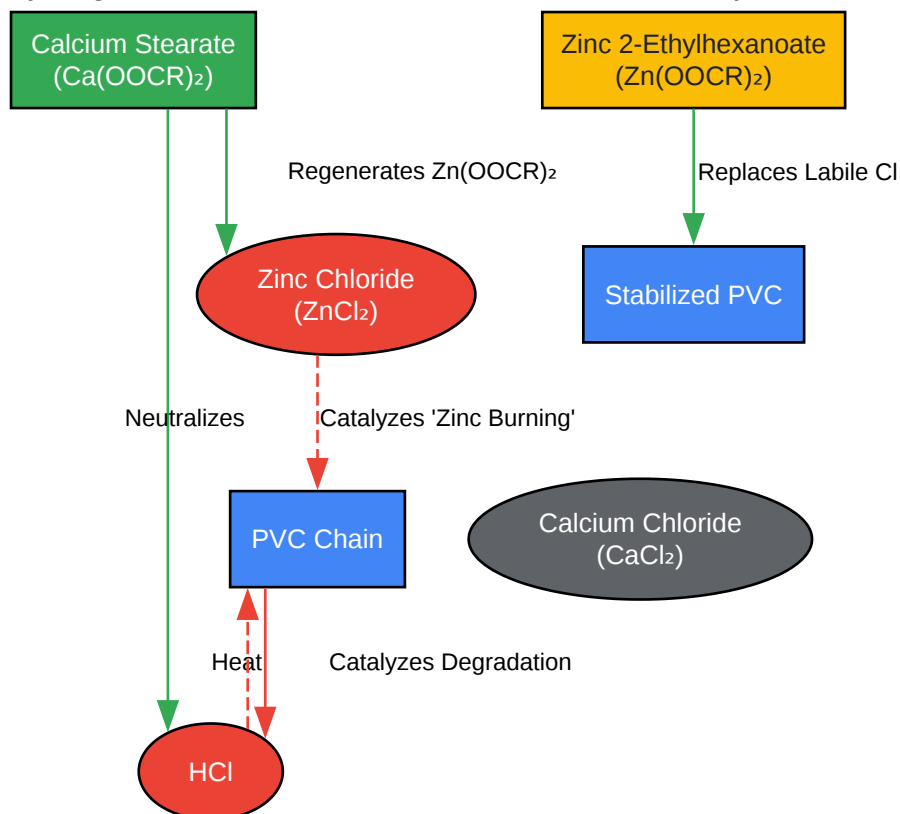 Calcium Stearate
(Ca(OOCR)₂)
Zinc 2-Ethylhexanoate
(Zn(OOCR)₂)
Regenerates Zn(OOCR)₂
Replaces Labile Cl
Zinc Chloride
(ZnCl₂)
Stabilized PVC
Neutralizes
Catalyzes 'Zinc Burning'
PVC Chain
Calcium Chloride
(CaCl₂)
Heat
Catalyzes Degradation
HCl